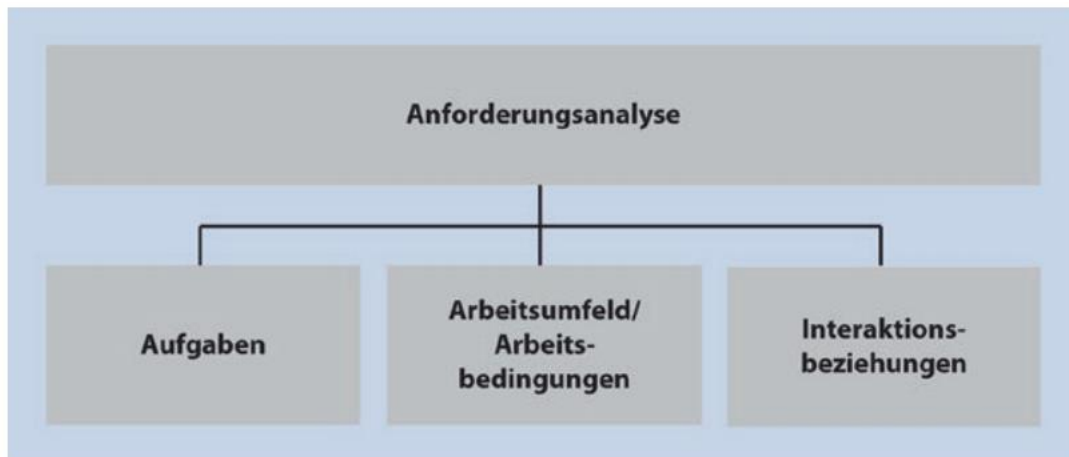 Anforderungsanalyse
Aufgaben
Arbeitsumfeld/
Arbeits-
bedingungen
Interaktions-
beziehungen